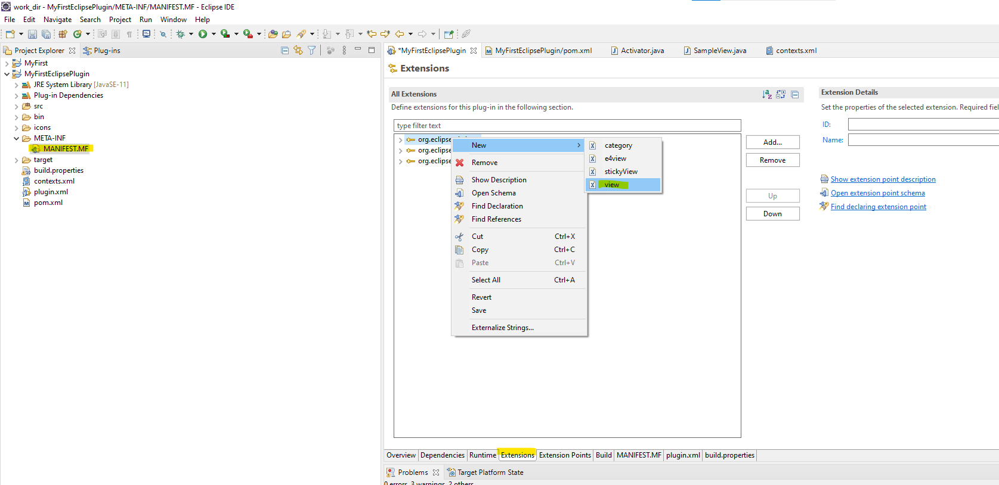 work_dir - MyFirstEclipsePlugin/META-INF/MANIFEST.MF - Eclipse IDE
File Edit Navigate Search Project Run Window Help
Project Explorer Plug-ins
MyFirst
MyFirstEclipsePlugin
JRE System Library [JavaSE-11]
Plug-in Dependencies
src
bin
icons
META-INF
MANIFEST.MF
target
build.properties
contexts.xml
plugin.xml
pom.xml
*MyFirstEclipsePlugin MyFirstEclipsePlugin/pom.xml Activator.java SampleView.java contexts.xml
Extensions
All Extensions
Define extensions for this plug-in in the following section.
type filter text
org.eclipse
org.eclipse
org.eclipse
New
Remove
Show Description
Open Schema
Find Declaration
Find References
Cut Ctrl+X
Copy Ctrl+C
Paste Ctrl+V
Select All Ctrl+A
Revert
Save
Externalize Strings...
category
e4view
stickyView
view
Add...
Remove
Up
Down
Extension Details
Set the properties of the selected extension. Required
ID:
Name:
Show extension point description
Open extension point schema
Find declaring extension point
Overview Dependencies Runtime Extensions Extension Points Build MANIFEST.MF plugin.xml build.properties
Problems Target Platform State
0 errors, 3 warnings, 2 others